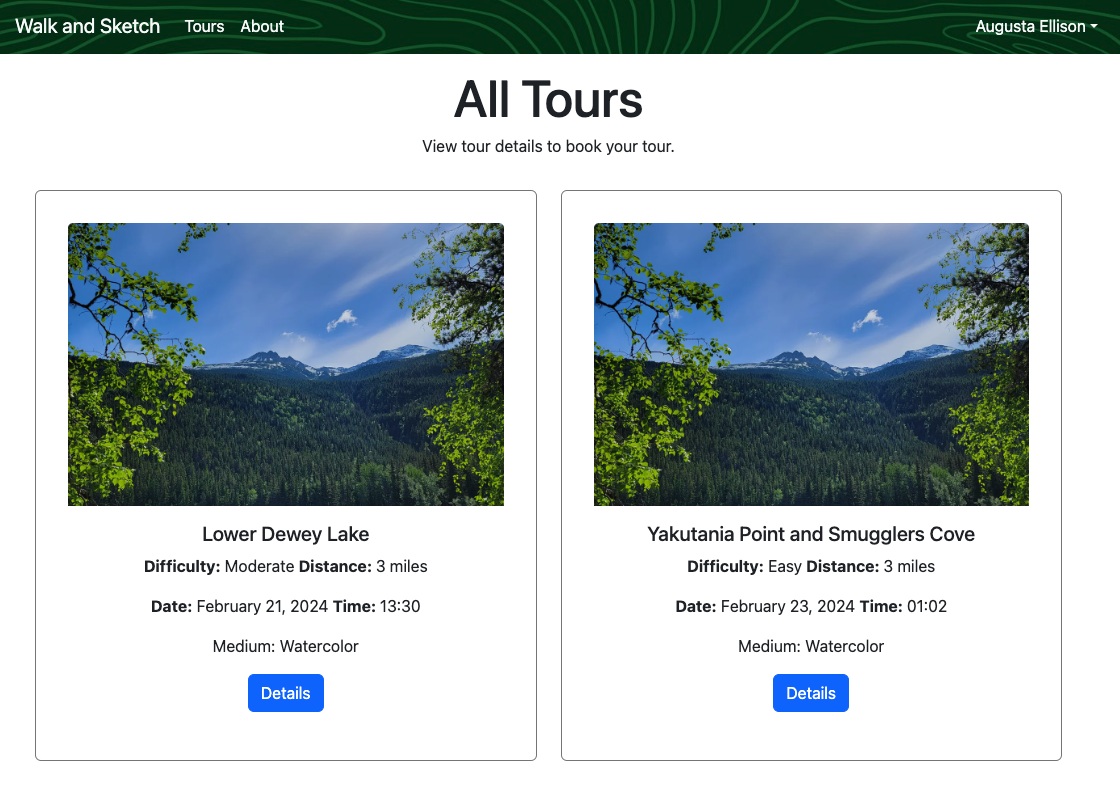 Walk and Sketch Tours About Augusta Ellison
All Tours
View tour details to book your tour.
Lower Dewey Lake
Difficulty: Moderate Distance: 3 miles
Date: February 21, 2024 Time: 13:30
Medium: Watercolor
Details
Yakutania Point and Smugglers Cove
Difficulty: Easy Distance: 3 miles
Date: February 23, 2024 Time: 01:02
Medium: Watercolor
Details